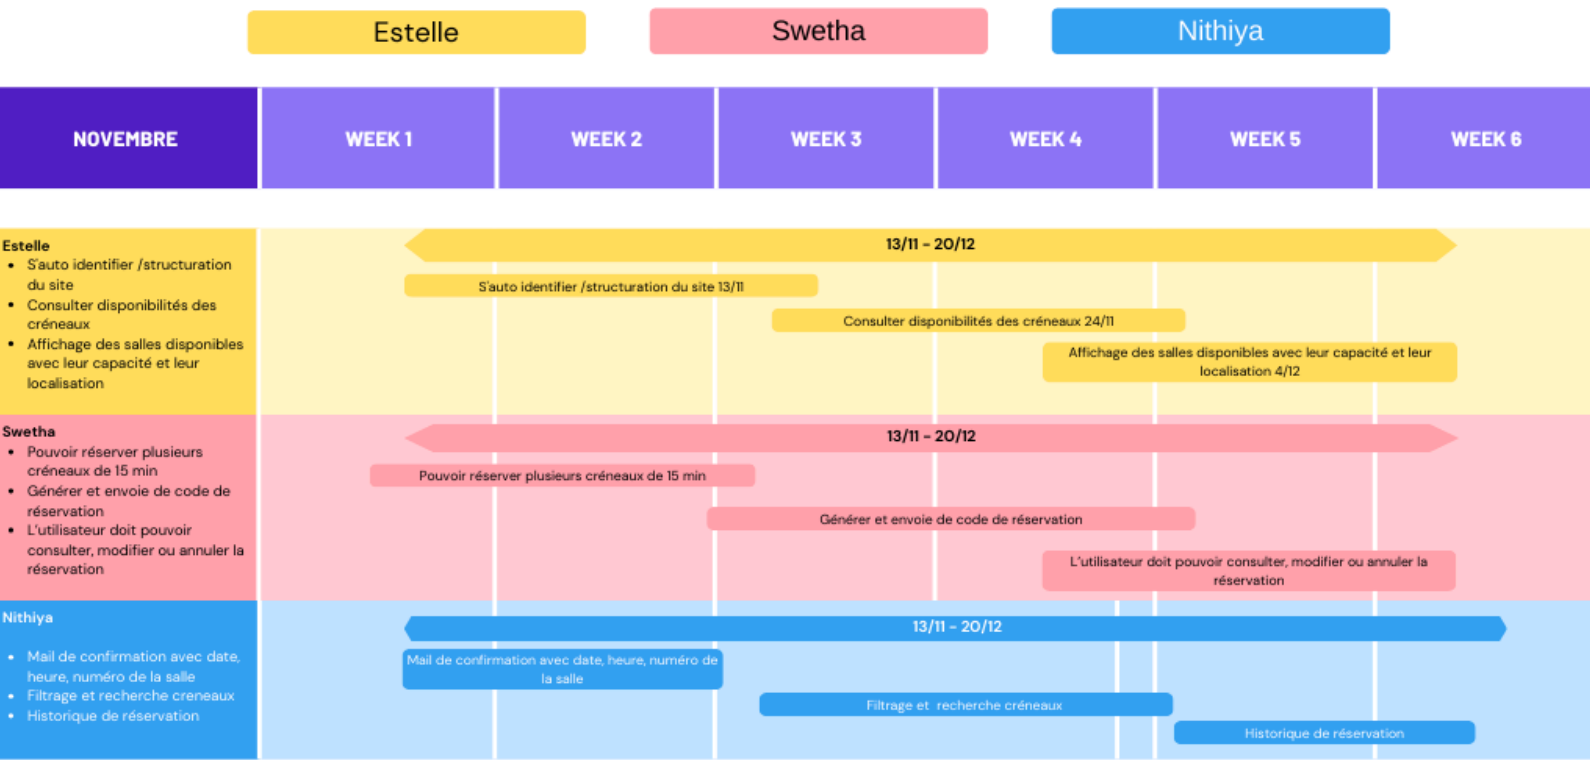 Estelle
Swetha
Nithiya
NOVEMBRE
WEEK 1
WEEK 2
WEEK 3
WEEK 4
WEEK 5
WEEK 6
Estelle
• S'auto identifier /structuration
du site
• Consulter disponibilités des
créneaux
• Affichage des salles disponibles
avec leur capacité et leur
localisation
13/11 - 20/12
S'auto identifier /structuration du site 13/11
Consulter disponibilités des créneaux 24/11
Affichage des salles disponibles avec leur capacité et leur
localisation 4/12
Swetha
• Pouvoir réserver plusieurs
créneaux de 15 min
• Générer et envoie de code de
réservation
• L'utilisateur doit pouvoir
consulter, modifier ou annuler la
réservation
13/11 - 20/12
Pouvoir réserver plusieurs créneaux de 15 min
Générer et envoie de code de réservation
L'utilisateur doit pouvoir consulter, modifier ou annuler la
réservation
Nithiya
• Mail de confirmation avec date,
heure, numéro de la salle
• Filtrage et recherche creneaux
• Historique de réservation
13/11 - 20/12
Mail de confirmation avec date, heure, numéro de
la salle
Filtrage et recherche créneaux
Historique de réservation